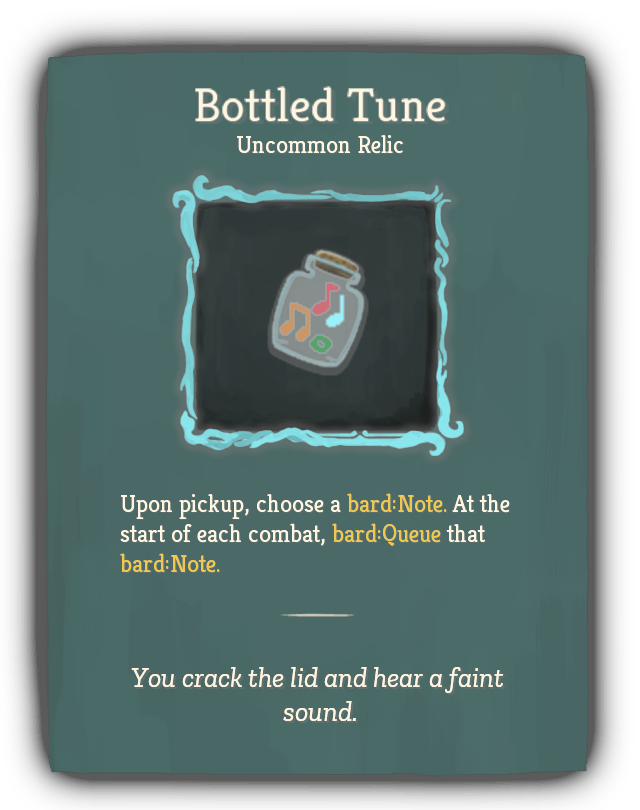 Bottled Tune
Uncommon Relic
Upon pickup, choose a bard:Note. At the
start of each combat, bard:Queue that
bard:Note.
You crack the lid and hear a faint
sound.